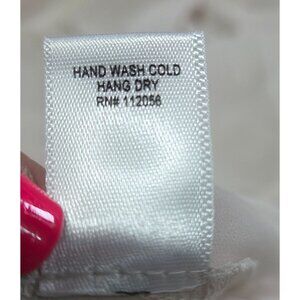 HAND WASH COLD
HANG DRY
RN# 112056